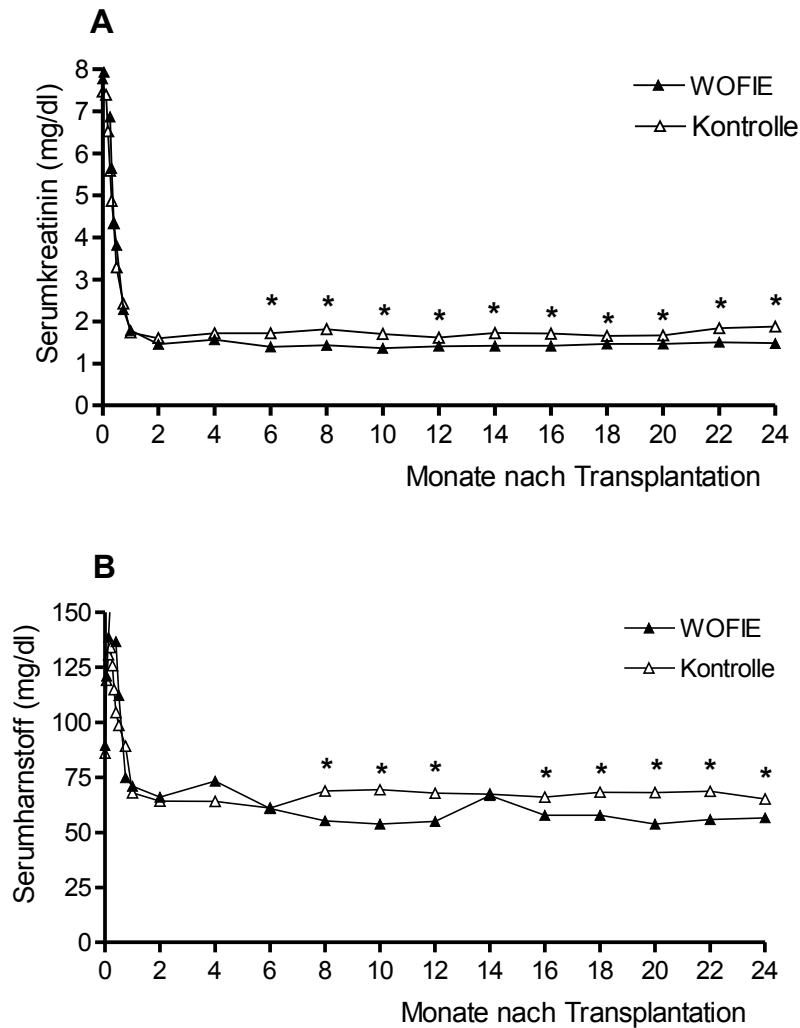 A
Serumkreatinin (mg/dl)
8
7
6
5
4
3
2
1
0
WOFIE
Kontrolle
* * * * * * * * * *
0 2 4 6 8 10 12 14 16 18 20 22 24
Monate nach Transplantation
B
Serumharnstoff (mg/dl)
150
125
100
75
50
25
0
WOFIE
Kontrolle
* * * * * * * *
0 2 4 6 8 10 12 14 16 18 20 22 24
Monate nach Transplantation